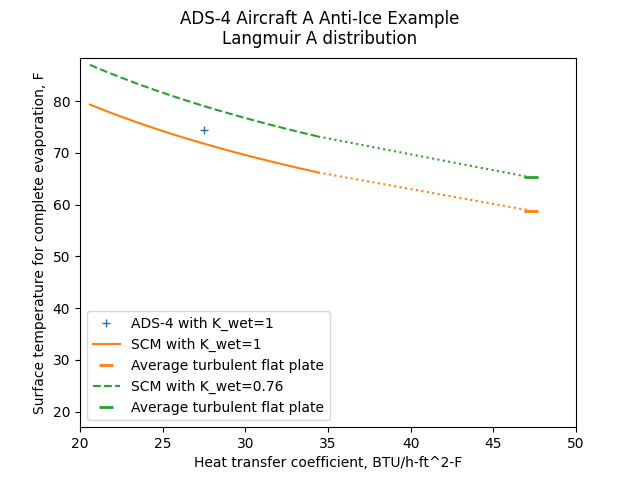 ADS-4 Aircraft A Anti-Ice Example
Langmuir A distribution
Surface temperature for complete evaporation, F
80
70
60
50
40
30
20
ADS-4 with K_wet=1
SCM with K_wet=1
Average turbulent flat plate
SCM with K_wet=0.76
Average turbulent flat plate
20 25 30 35 40 45 50
Heat transfer coefficient, BTU/h-ft^2-F